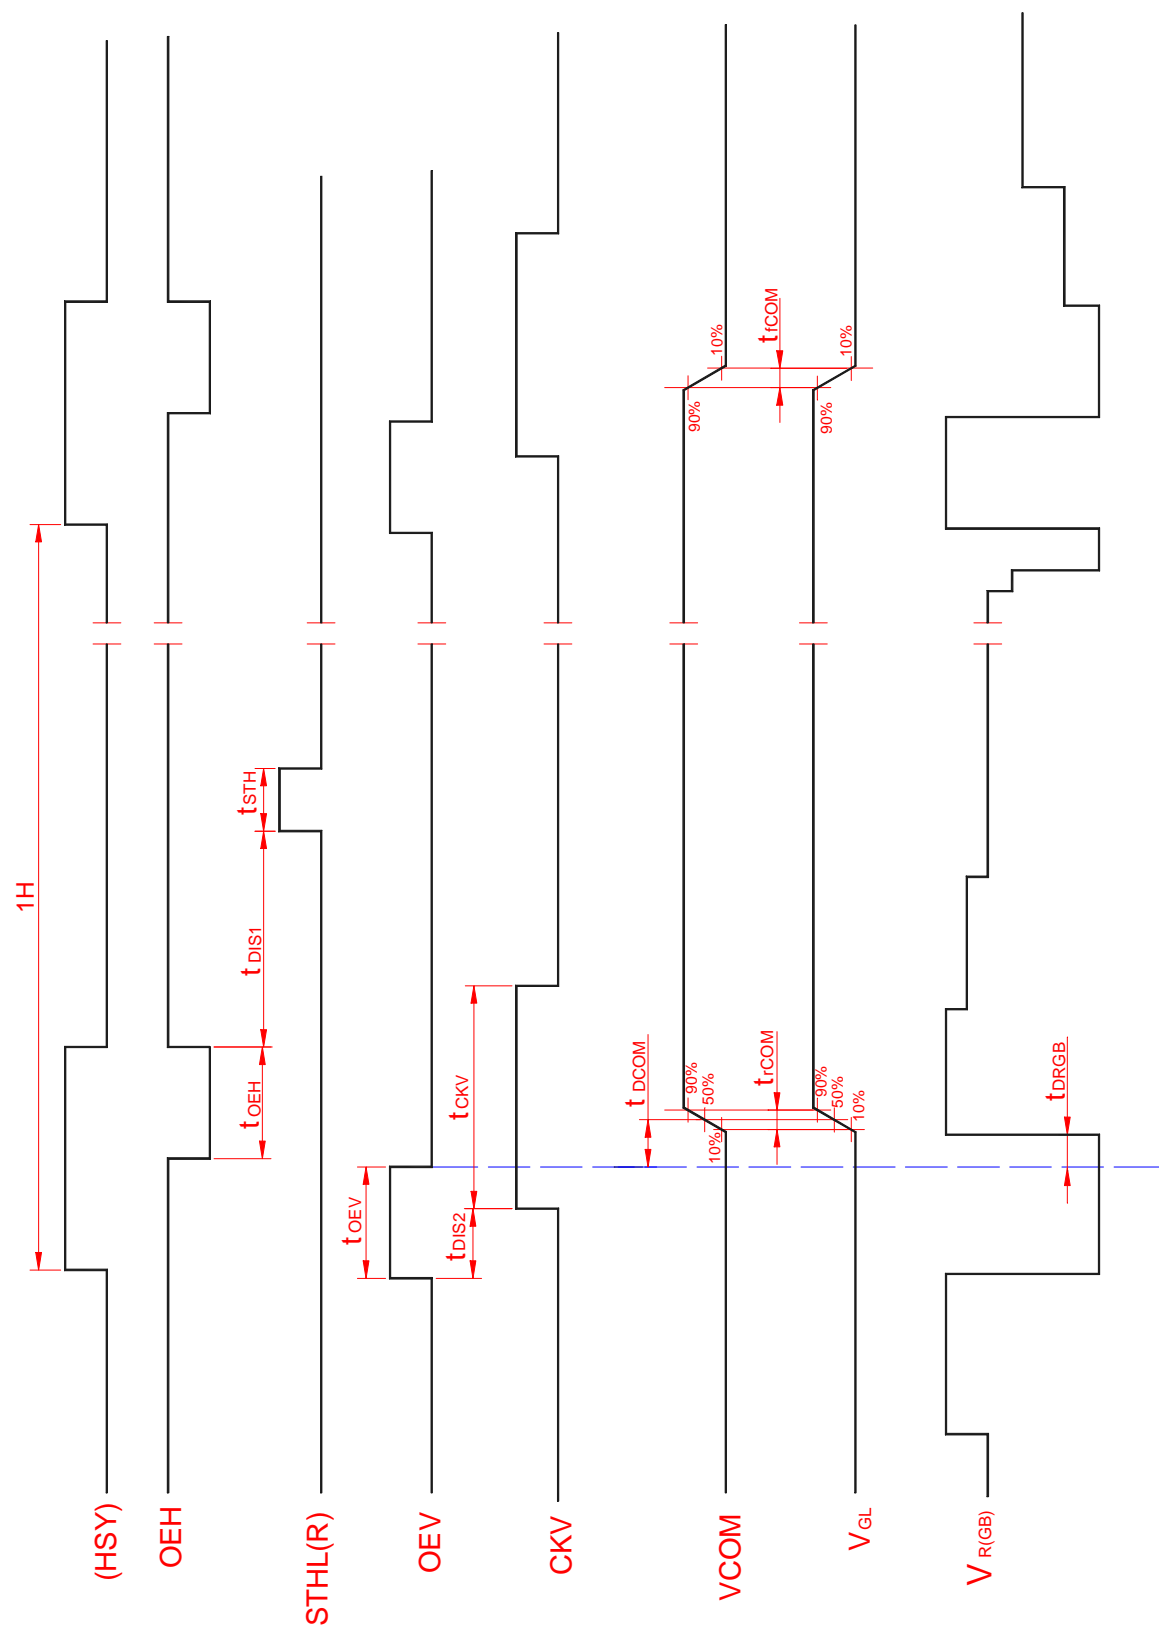 (HSY)
1H
OEH
tOEH
tDIS1
tSTH
STHL(R)
OEV
tOEV
CKV
tDIS2
tCKV
VCOM
tDCOM
10%
50%
90%
trCOM
90%
10%
tfCOM
VGL
90%
50%
10%
90%
10%
VR(GB)
tDRGB